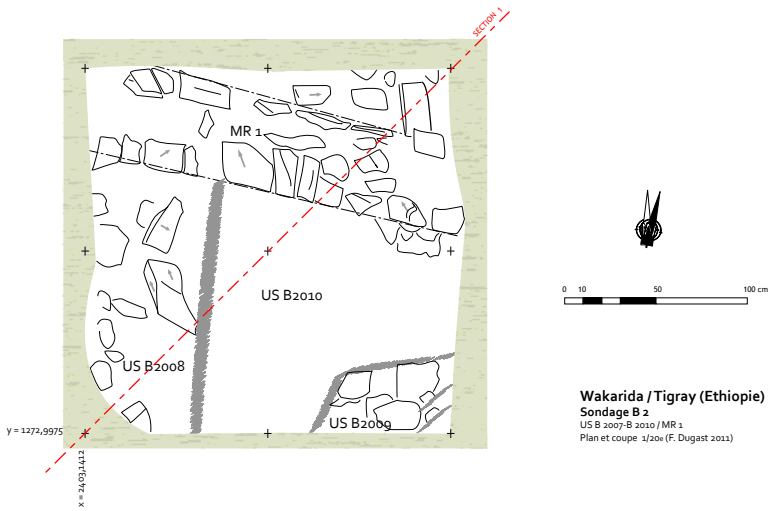 SECTION 1
MR 1
US B2010
US B2008
US B2009
y = 1272,9975
x = 2403,1412
0 10 50 100 cm
Wakarida / Tigray (Ethiopie)
Sondage B 2
US B 2007-B 2010 / MR 1
Plan et coupe 1/20e (F. Dugast 2011)